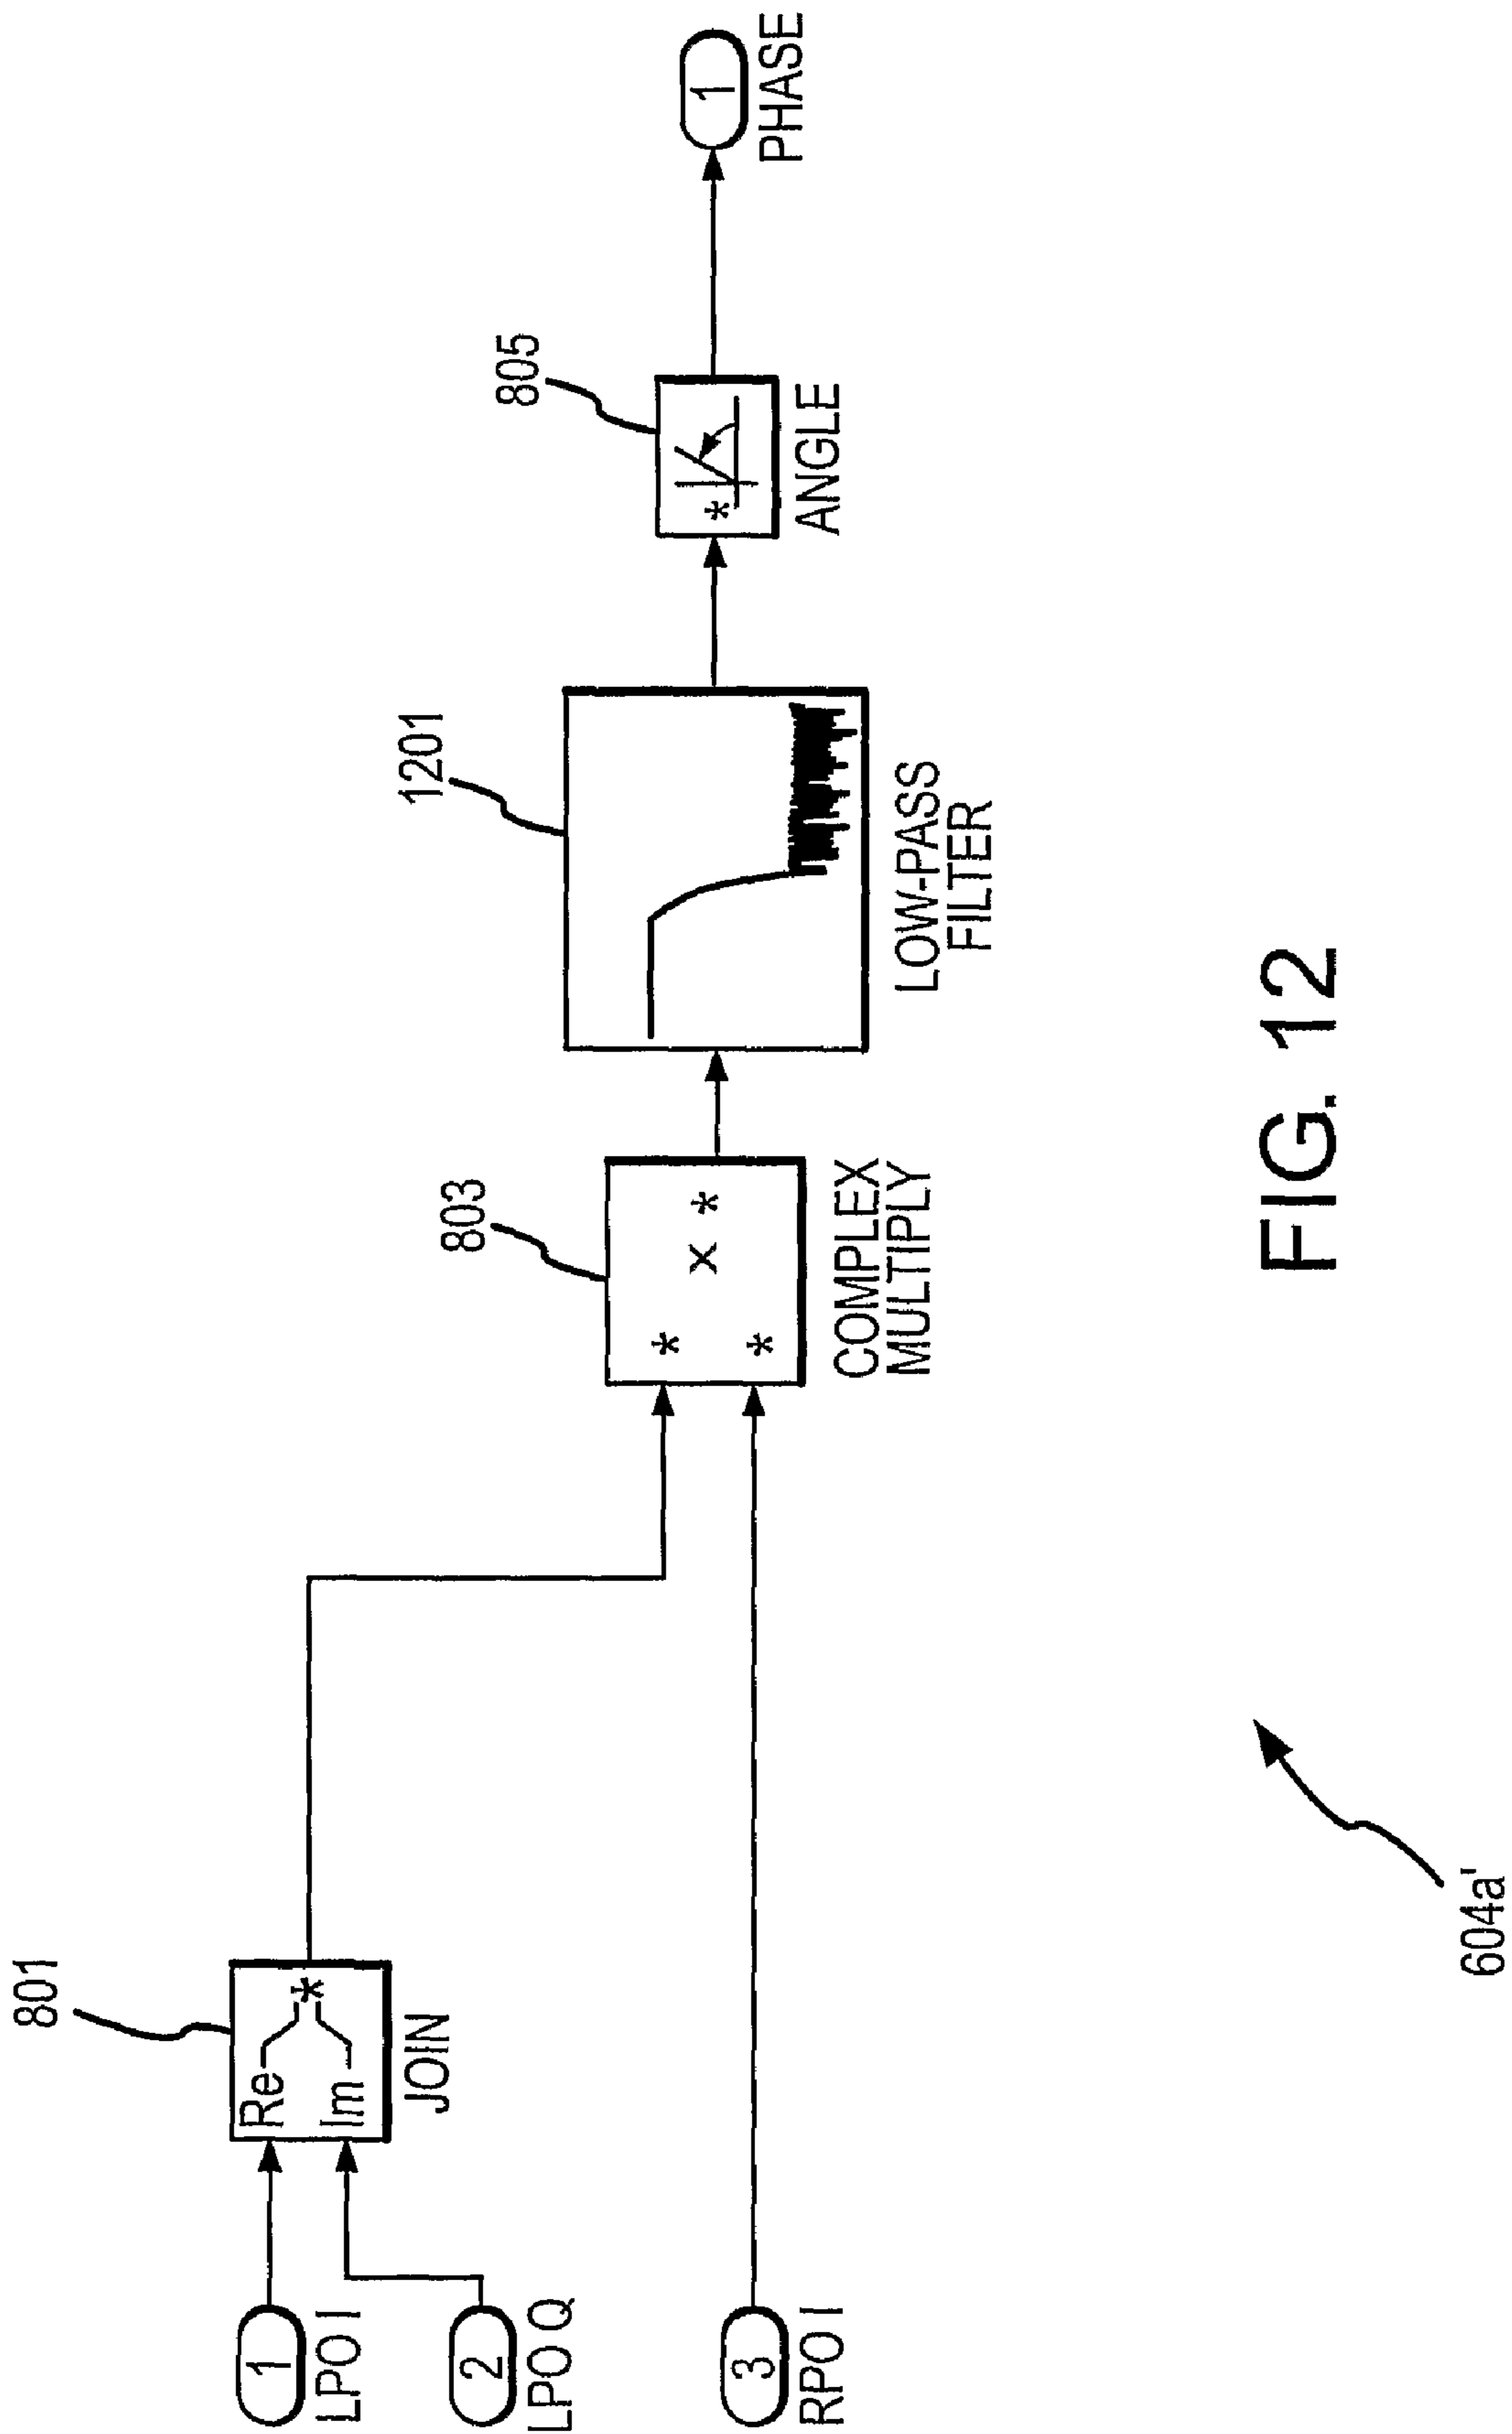 801
Re
Im
*
JOIN
1
LPO I
2
LPO Q
3
RPO I
803
*
*
x *
COMPLEX
MULTIPLY
1201
LOW-PASS
FILTER
805
*
ANGLE
1
PHASE
604a'
FIG. 12